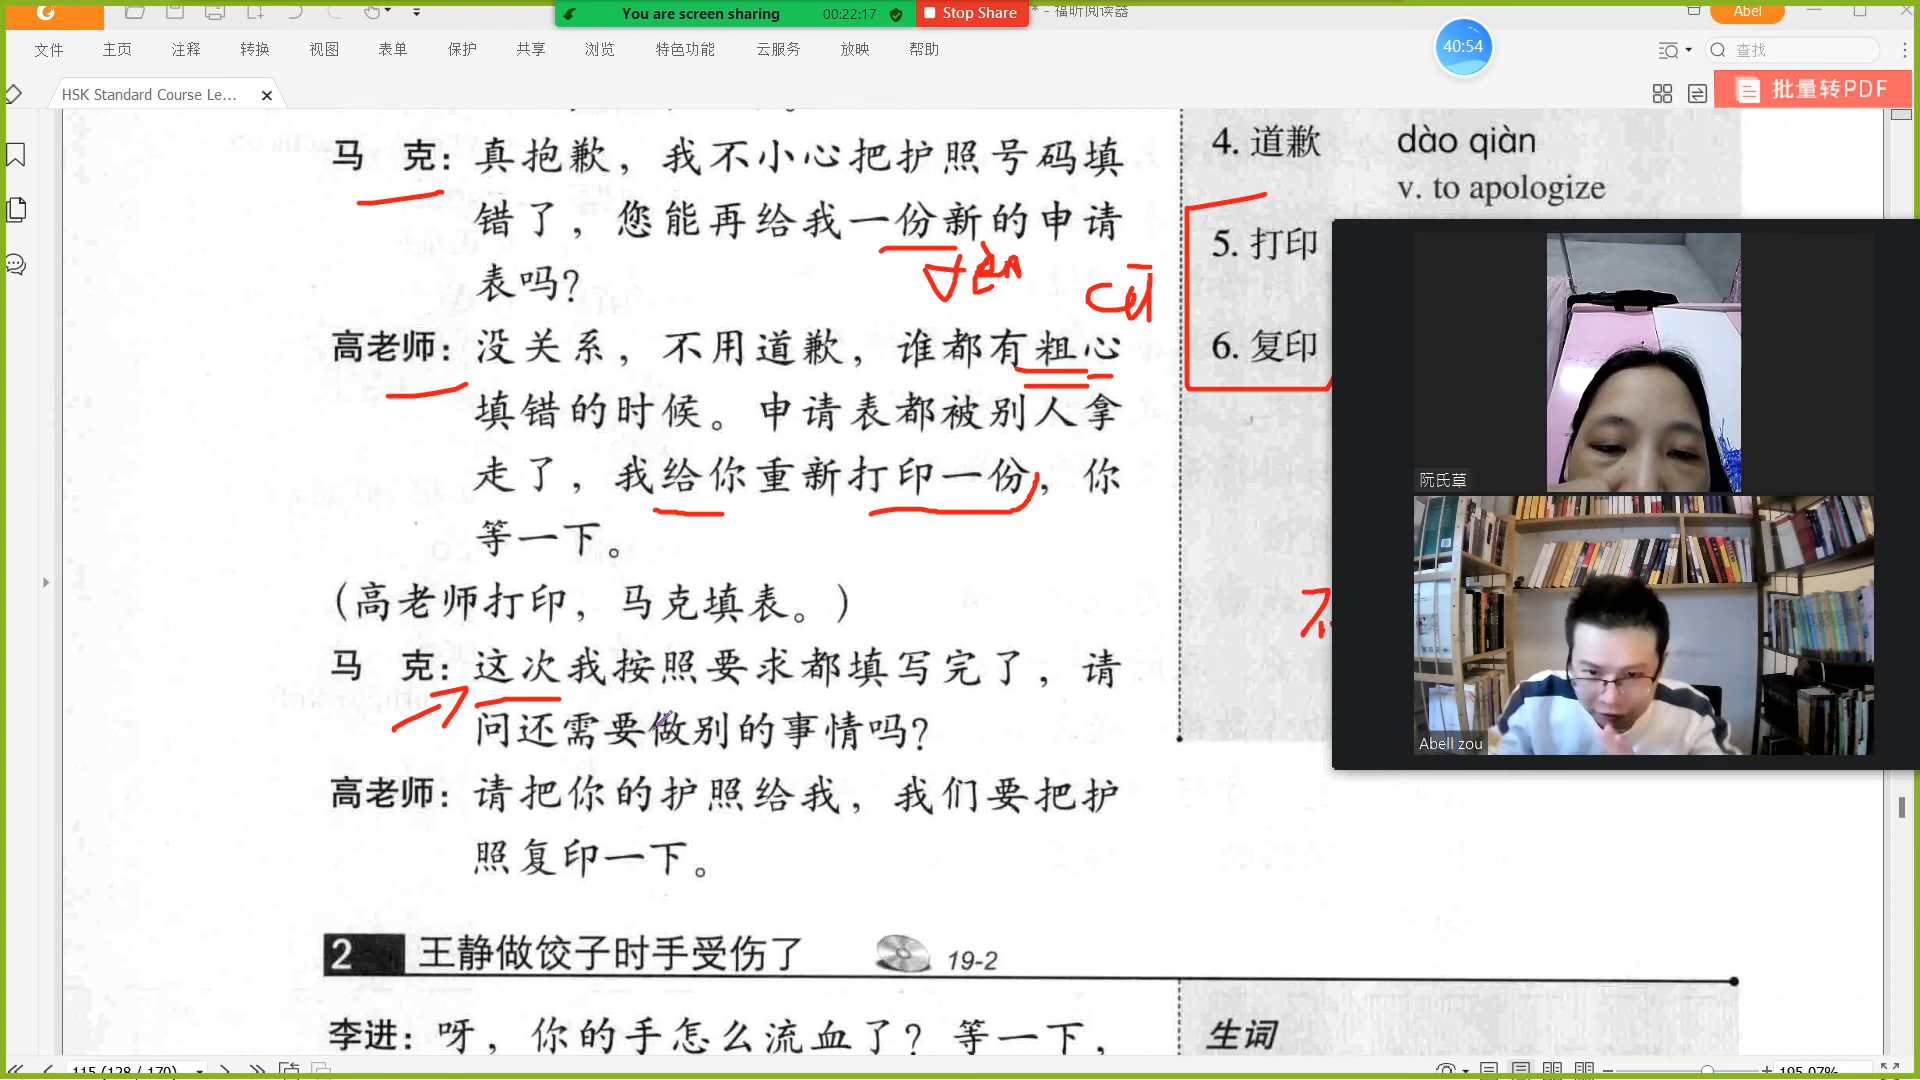 You are screen sharing
00:22:17
Stop Share
* - 福昕阅读器
Abel
文件 主页 注释 转换 视图 表单 保护 共享 浏览 特色功能 云服务 放映 帮助
40:54
查找
HSK Standard Course Le...
批量转PDF
马 克：真抱歉，我不小心把护照号码填
错了，您能再给我一份新的申请
表吗？
fèn
cū
高老师：没关系，不用道歉，谁都有粗心
填错的时候。申请表都被别人拿
走了，我给你重新打印一份，你
等一下。
（高老师打印，马克填表。）
马 克：这次我按照要求都填写完了，请
问还需要做别的事情吗？
高老师：请把你的护照给我，我们要把护
照复印一下。
4. 道歉 dào qiàn
v. to apologize
5. 打印
6. 复印
阮氏草
Abell zou
2 王静做饺子时手受伤了 19-2
李进：呀，你的手怎么流血了？等一下，
生词
115 (128 / 170)
195.07%